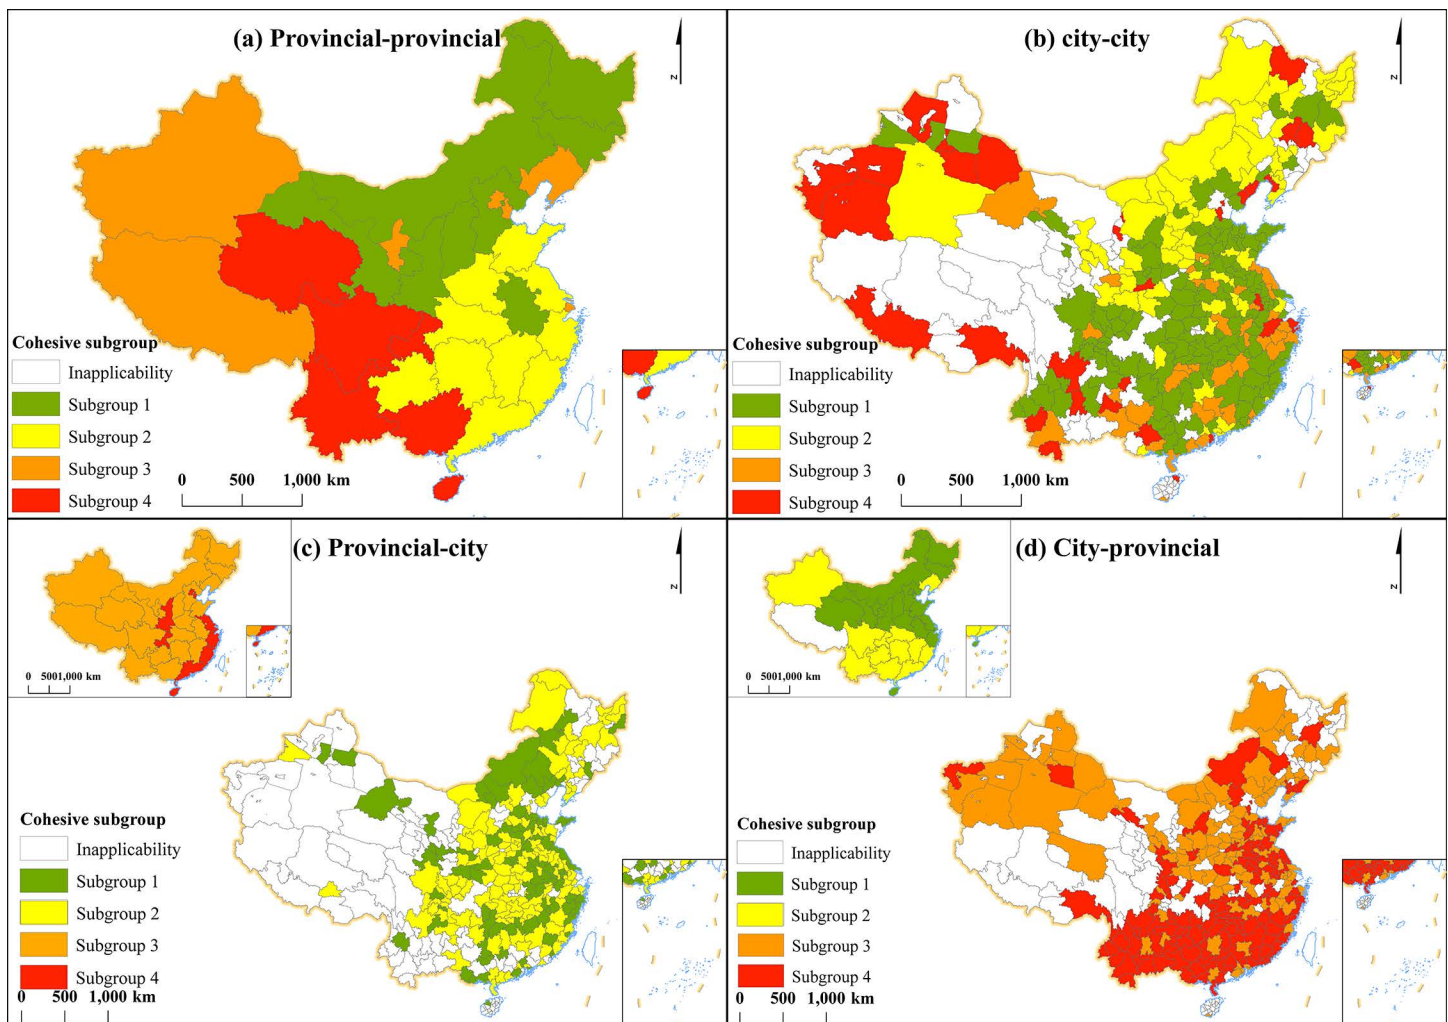 (a) Provincial-provincial
N
Cohesive subgroup
Inapplicability
Subgroup 1
Subgroup 2
Subgroup 3
Subgroup 4
0 500 1,000 km
(b) city-city
N
Cohesive subgroup
Inapplicability
Subgroup 1
Subgroup 2
Subgroup 3
Subgroup 4
0 500 1,000 km
(c) Provincial-city
N
0 5001,000 km
Cohesive subgroup
Inapplicability
Subgroup 1
Subgroup 2
Subgroup 3
Subgroup 4
0 500 1,000 km
(d) City-provincial
N
0 5001,000 km
Cohesive subgroup
Inapplicability
Subgroup 1
Subgroup 2
Subgroup 3
Subgroup 4
0 500 1,000 km